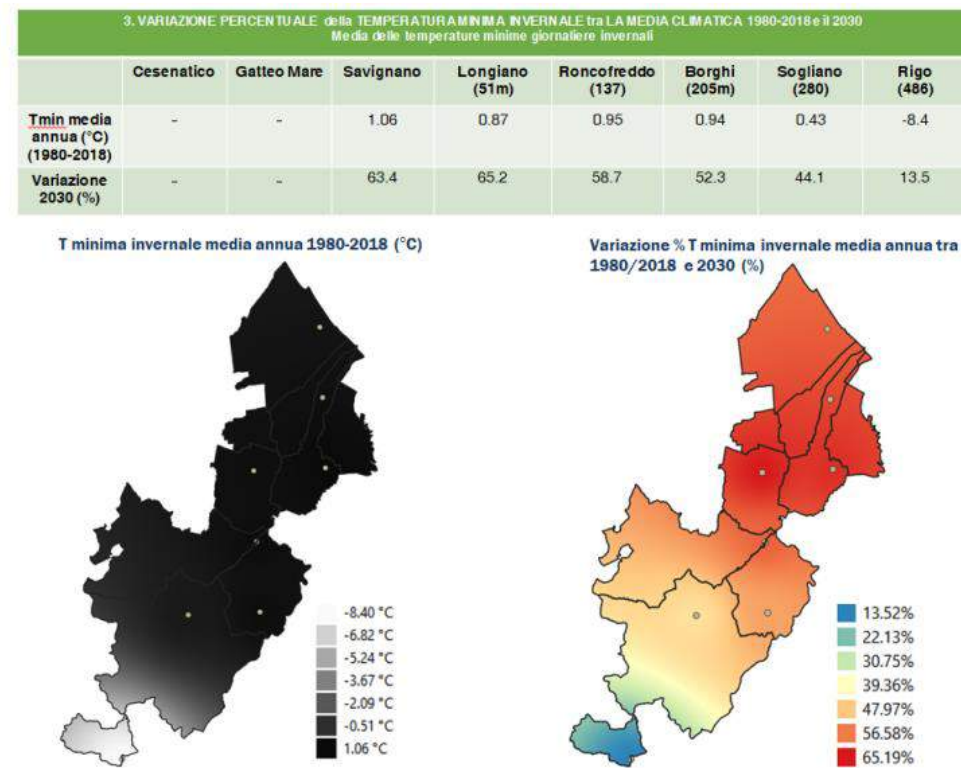 3. VARIAZIONE PERCENTUALE della TEMPERATURA MINIMA INVERNALE tra LA MEDIA CLIMATICA 1980-2018 e il 2030
Media delle temperature minime giornaliere invernali
Cesenatico Gatteo Mare Savignano Longiano (51m) Roncofreddo (137) Borghi (205m) Sogliano (280) Rigo (486)
Tmin media annua (°C) (1980-2018) - - 1.06 0.87 0.95 0.94 0.43 -8.4
Variazione 2030 (%) - - 63.4 65.2 58.7 52.3 44.1 13.5
T minima invernale media annua 1980-2018 (°C)
-8.40 °C
-6.82 °C
-5.24 °C
-3.67 °C
-2.09 °C
-0.51 °C
1.06 °C
Variazione % T minima invernale media annua tra
1980/2018 e 2030 (%)
13.52%
22.13%
30.75%
39.36%
47.97%
56.58%
65.19%